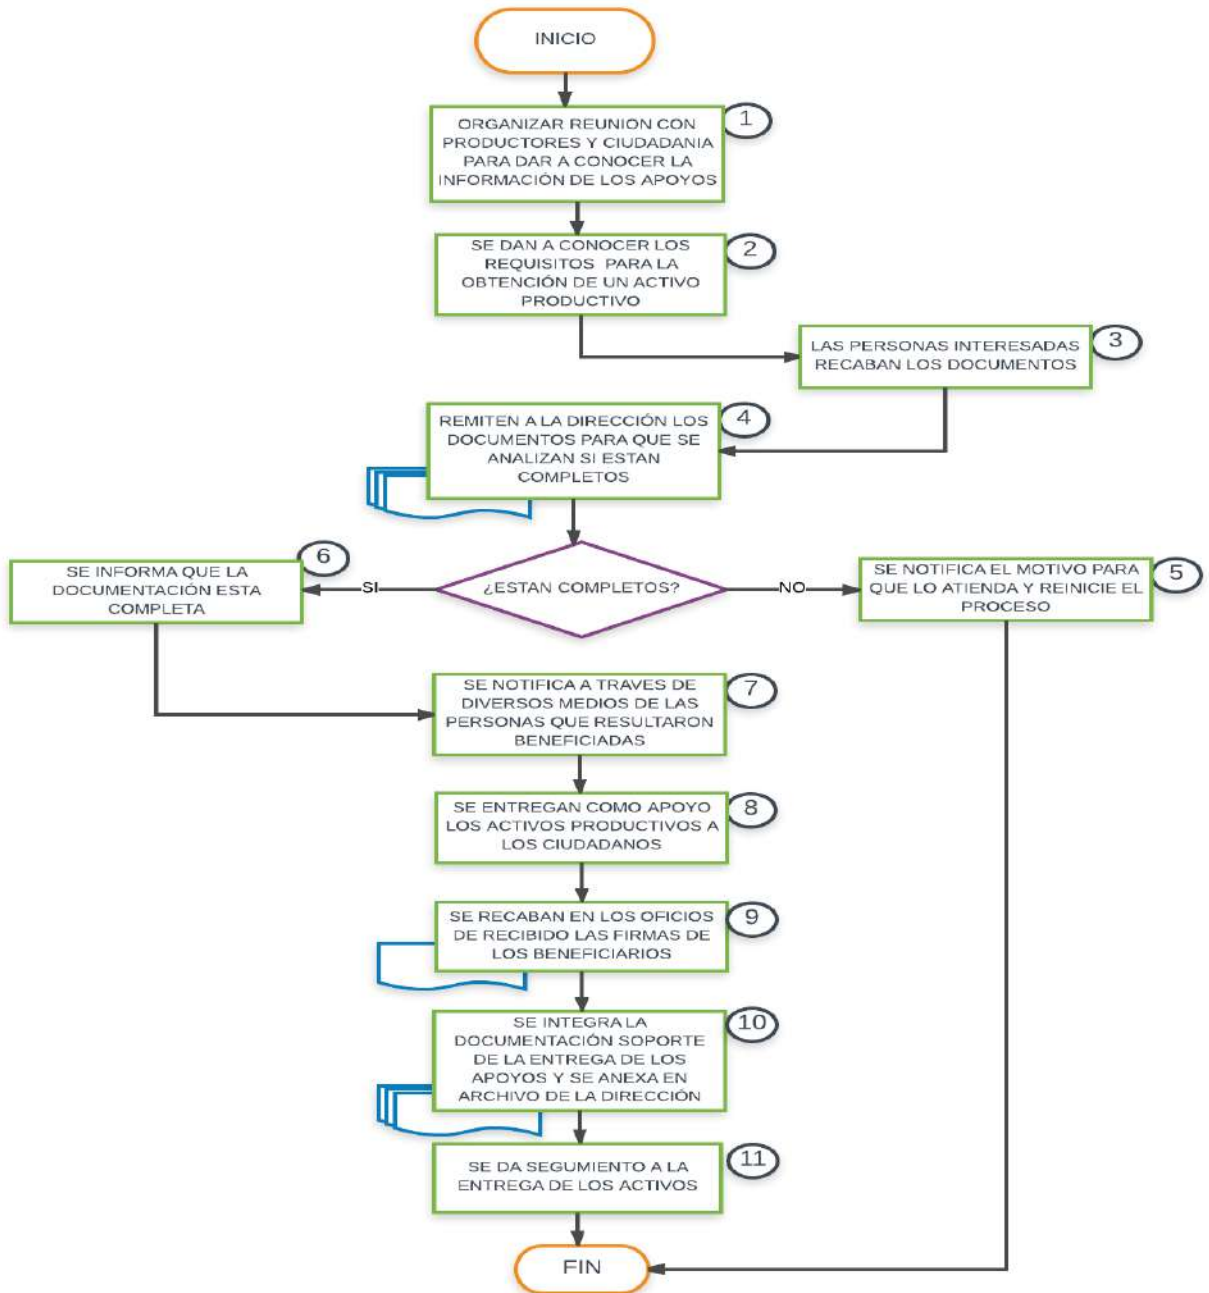 INICIO
1
ORGANIZAR REUNION CON
PRODUCTORES Y CIUDADANIA
PARA DAR A CONOCER LA
INFORMACIÓN DE LOS APOYOS
2
SE DAN A CONOCER LOS
REQUISITOS PARA LA
OBTENCIÓN DE UN ACTIVO
PRODUCTIVO
3
LAS PERSONAS INTERESADAS
RECABAN LOS DOCUMENTOS
4
REMITEN A LA DIRECCIÓN LOS
DOCUMENTOS PARA QUE SE
ANALIZAN SI ESTAN
COMPLETOS
¿ESTAN COMPLETOS?
NO
5
SE NOTIFICA EL MOTIVO PARA
QUE LO ATIENDA Y REINICIE EL
PROCESO
SI
6
SE INFORMA QUE LA
DOCUMENTACIÓN ESTA
COMPLETA
7
SE NOTIFICA A TRAVES DE
DIVERSOS MEDIOS DE LAS
PERSONAS QUE RESULTARON
BENEFICIADAS
8
SE ENTREGAN COMO APOYO
LOS ACTIVOS PRODUCTIVOS A
LOS CIUDADANOS
9
SE RECABAN EN LOS OFICIOS
DE RECIBIDO LAS FIRMAS DE
LOS BENEFICIARIOS
10
SE INTEGRA LA
DOCUMENTACIÓN SOPORTE
DE LA ENTREGA DE LOS
APOYOS Y SE ANEXA EN
ARCHIVO DE LA DIRECCIÓN
11
SE DA SEGUMIENTO A LA
ENTREGA DE LOS ACTIVOS
FIN